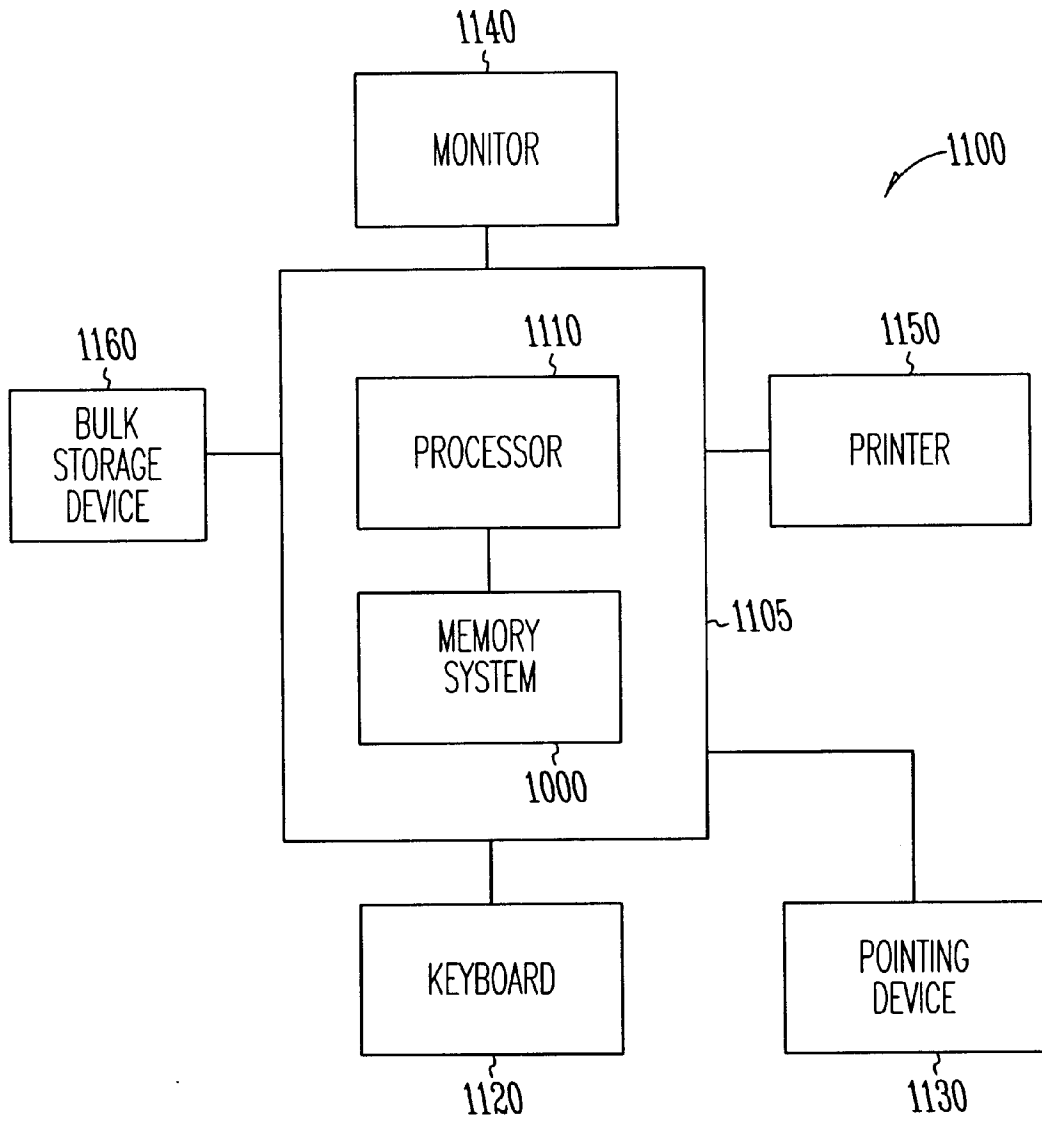 1140
MONITOR
1100
1160
BULK
STORAGE
DEVICE
1110
PROCESSOR
1150
PRINTER
1105
MEMORY
SYSTEM
1000
KEYBOARD
1120
POINTING
DEVICE
1130